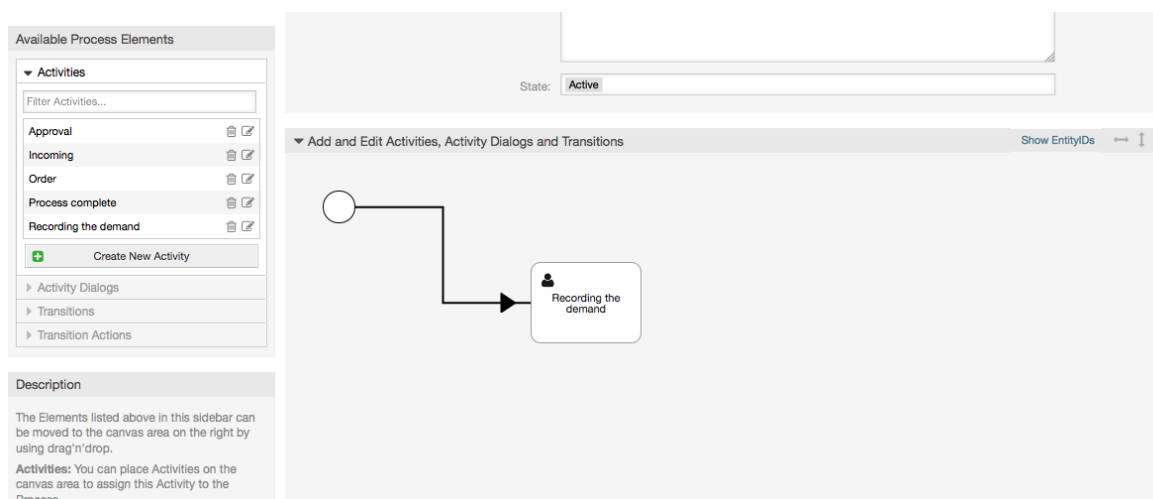 Available Process Elements
Activities
Filter Activities...
Approval
Incoming
Order
Process complete
Recording the demand
Create New Activity
Activity Dialogs
Transitions
Transition Actions
Description
The Elements listed above in this sidebar can
be moved to the canvas area on the right by
using drag'n'drop.
Activities: You can place Activities on the
canvas area to assign this Activity to the
Process.
State: Active
Add and Edit Activities, Activity Dialogs and Transitions
Show EntityIDs
Recording the
demand